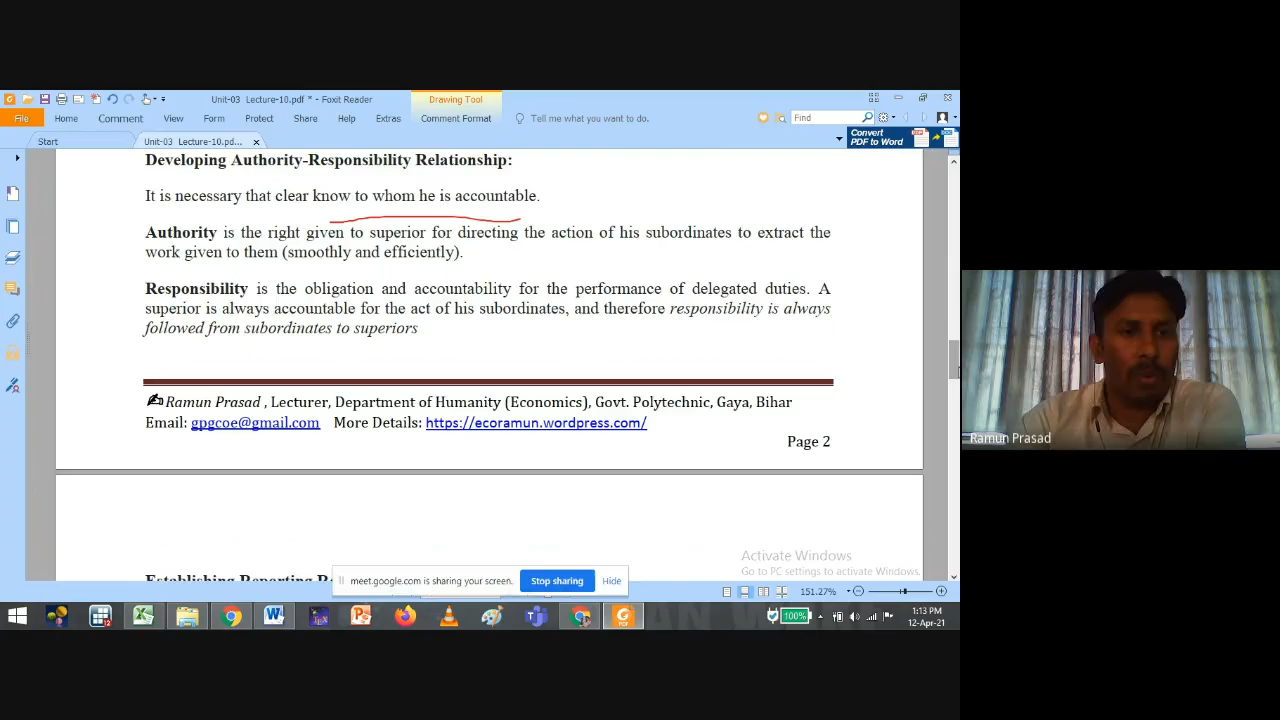 Unit-03 Lecture-10.pdf * - Foxit Reader
Drawing Tool
File Home Comment View Form Protect Share Help Extras Comment Format Tell me what you want to do. Find
Start Unit-03 Lecture-10.pd... Convert PDF to Word
Developing Authority-Responsibility Relationship:
It is necessary that clear know to whom he is accountable.
Authority is the right given to superior for directing the action of his subordinates to extract the
work given to them (smoothly and efficiently).
Responsibility is the obligation and accountability for the performance of delegated duties. A
superior is always accountable for the act of his subordinates, and therefore responsibility is always
followed from subordinates to superiors
Ramun Prasad , Lecturer, Department of Humanity (Economics), Govt. Polytechnic, Gaya, Bihar
Email: gpgcoe@gmail.com More Details: https://ecoramun.wordpress.com/
Page 2
Ramun Prasad
Activate Windows
Go to PC settings to activate Windows.
Establishing Reporting
meet.google.com is sharing your screen. Stop sharing Hide
151.27%
100%
1:13 PM
12-Apr-21